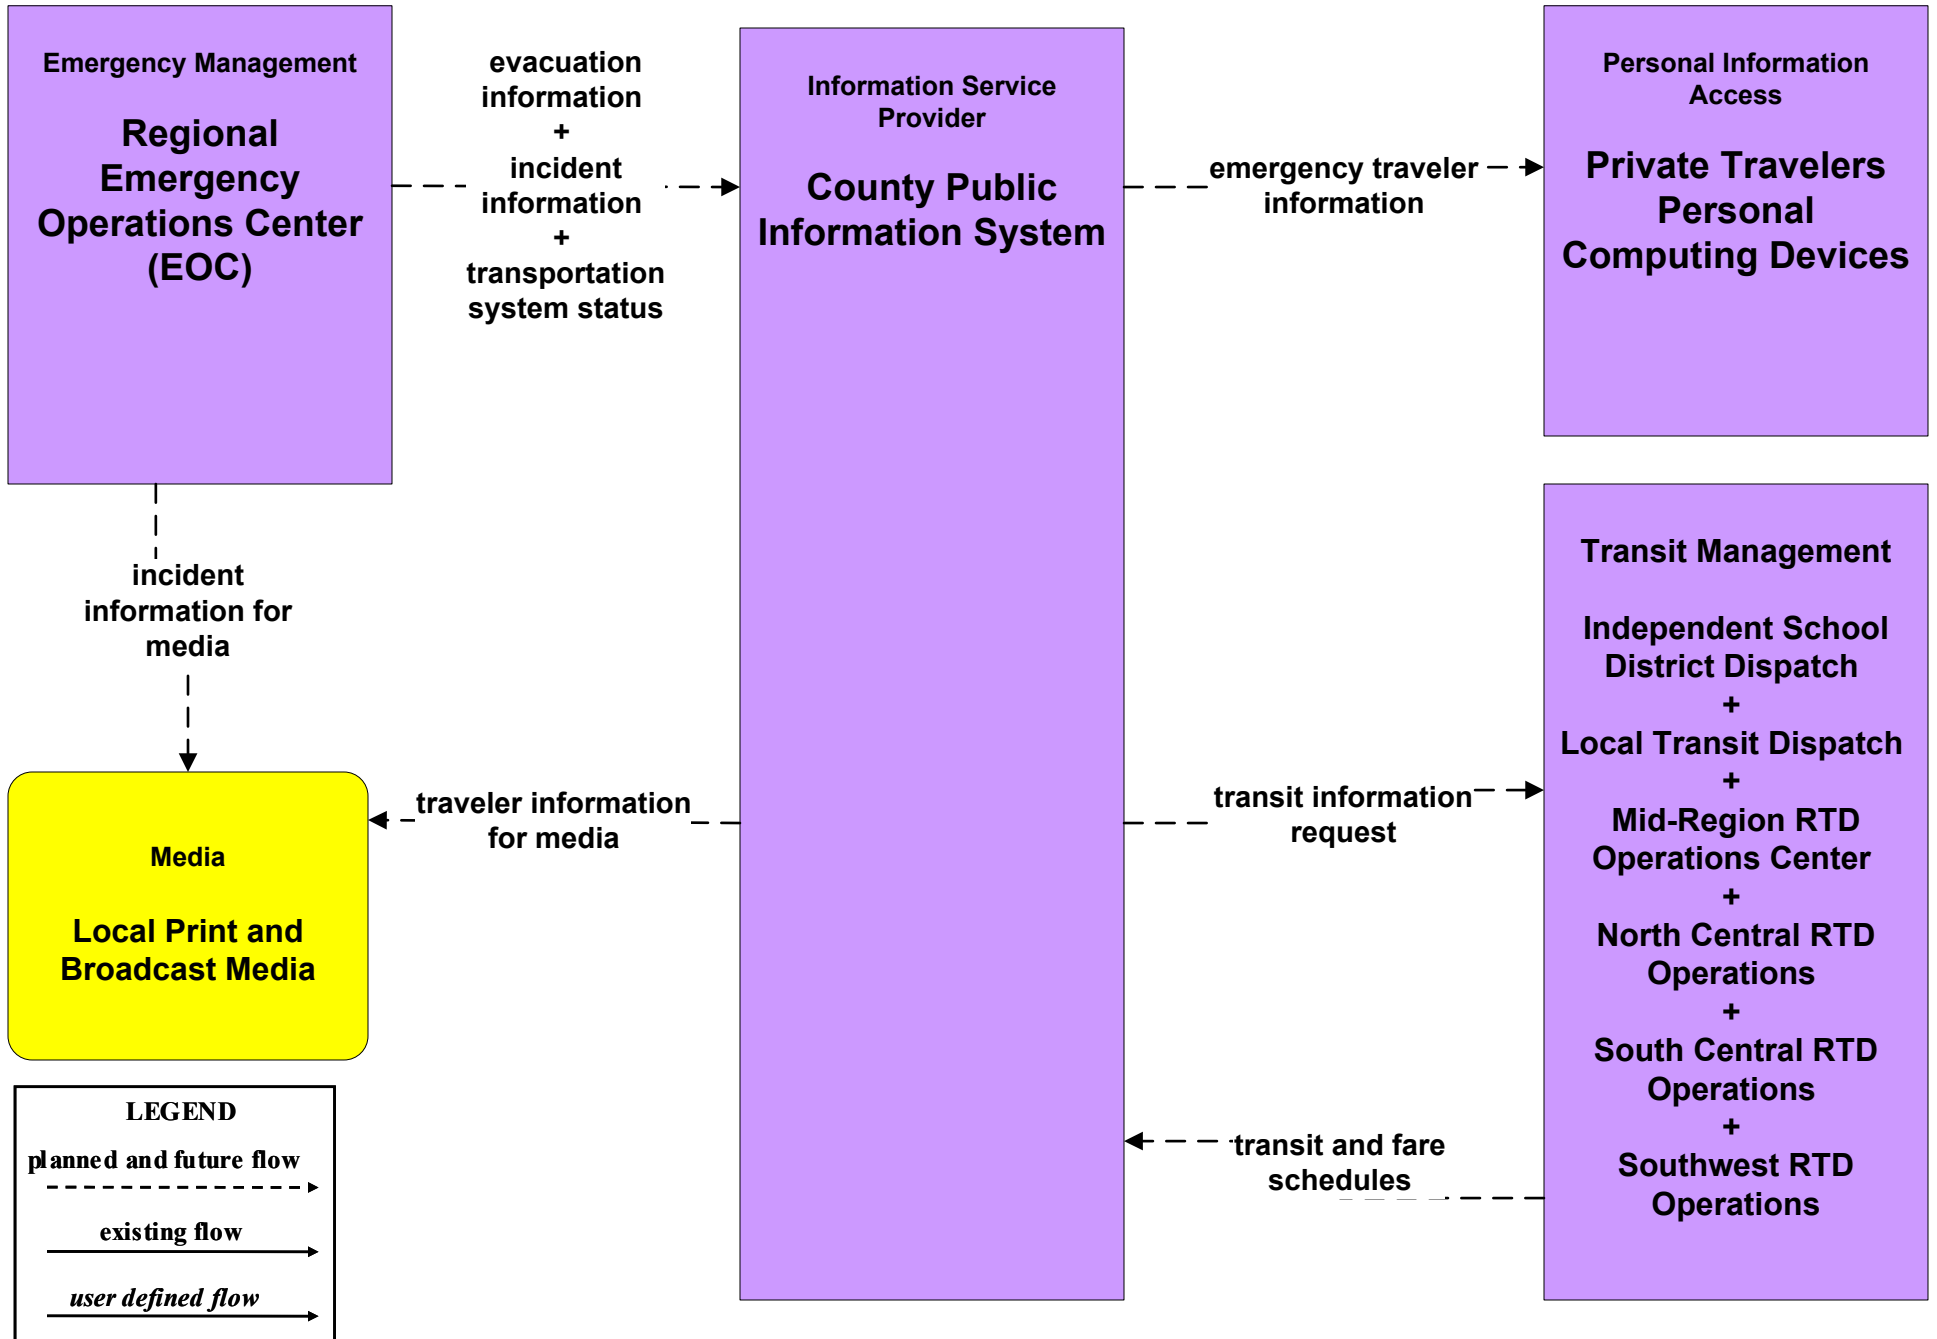 Emergency Management
Regional
Emergency
Operations Center
(EOC)
evacuation
information
+
incident
information
+
transportation
system status
Information Service
Provider
County Public
Information System
emergency traveler
information
Personal Information
Access
Private Travelers
Personal
Computing Devices
incident
information for
media
Media
Local Print and
Broadcast Media
traveler information
for media
transit information
request
transit and fare
schedules
Transit Management
Independent School
District Dispatch
+
Local Transit Dispatch
+
Mid-Region RTD
Operations Center
+
North Central RTD
Operations
+
South Central RTD
Operations
+
Southwest RTD
Operations
LEGEND
planned and future flow
existing flow
user defined flow